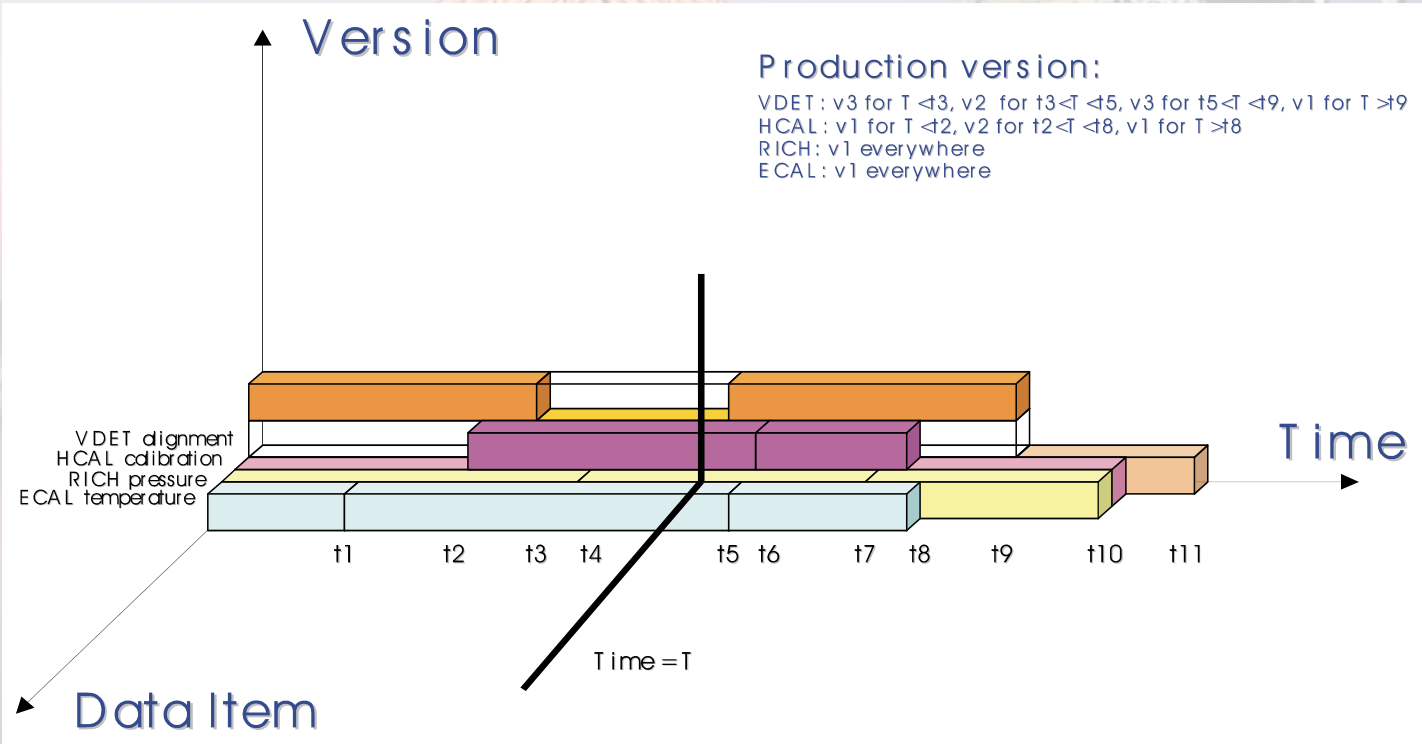 Version
Production version:
VDET: v3 for T<t3, v2 for t3<T<t5, v3 for t5<T<t9, v1 for T>t9
HCAL: v1 for T<t2, v2 for t2<T<t8, v1 for T>t8
RICH: v1 everywhere
ECAL: v1 everywhere
Time
VDET alignment
HCAL calibration
RICH pressure
ECAL temperature
t1 t2 t3 t4 t5 t6 t7 t8 t9 t10 t11
Time=T
Data Item